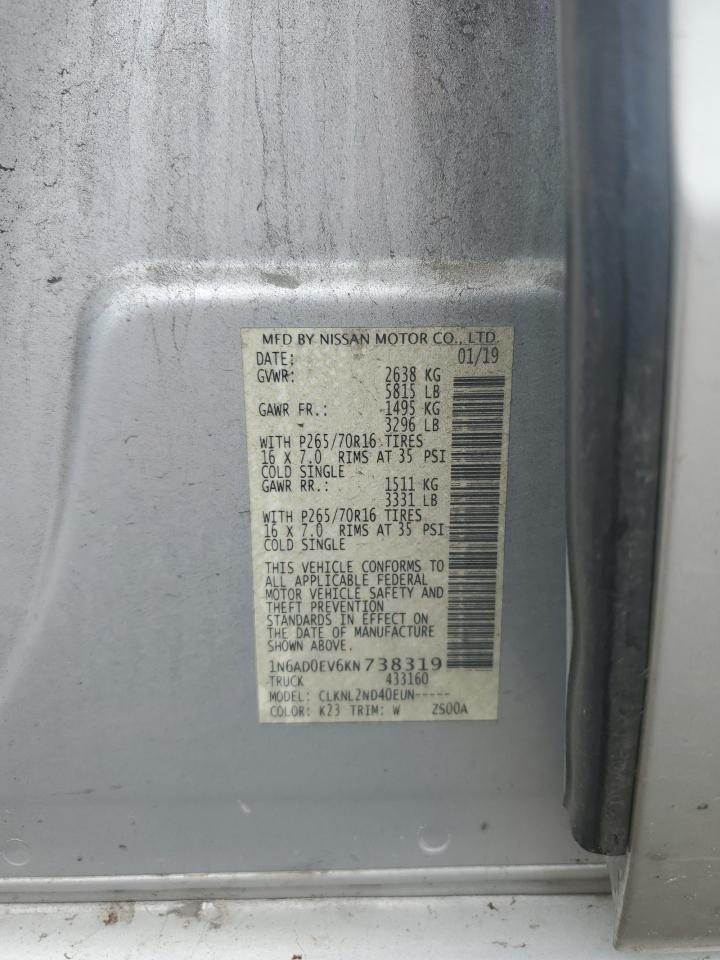 MFD BY NISSAN MOTOR CO., LTD.
DATE: 01/19
GVWR: 2638 KG
5815 LB
GAWR FR.: 1495 KG
3296 LB
WITH P265/70R16 TIRES
16 X 7.0 RIMS AT 35 PSI
COLD SINGLE
GAWR RR.: 1511 KG
3331 LB
WITH P265/70R16 TIRES
16 X 7.0 RIMS AT 35 PSI
COLD SINGLE
THIS VEHICLE CONFORMS TO
ALL APPLICABLE FEDERAL
MOTOR VEHICLE SAFETY AND
THEFT PREVENTION
STANDARDS IN EFFECT ON
THE DATE OF MANUFACTURE
SHOWN ABOVE.
1N6AD0EV6KN738319
TRUCK 433160
MODEL: CLKNL2ND40EUN-----
COLOR: K23 TRIM: W 2S00A